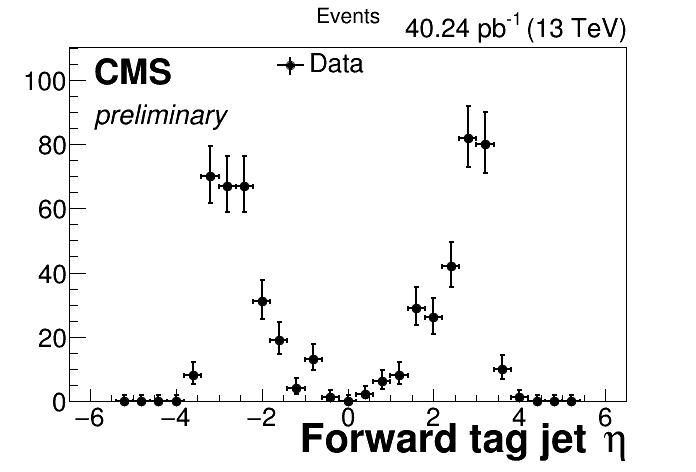 Events
40.24 pb-1 (13 TeV)
CMS
Data
preliminary
100
80
60
40
20
0
−6 −4 −2 0 2 4 6
Forward tag jet η